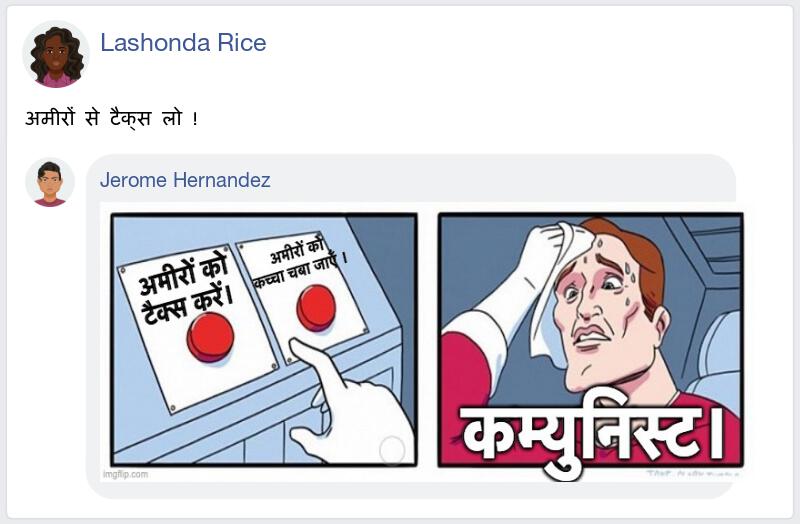 Lashonda Rice
अमीरों से टैक्स लो !
Jerome Hernandez
अमीरों को
टैक्स करें।
अमीरों को
कच्चा चबा जाएँ ।
कम्युनिस्ट।
imgflip.com